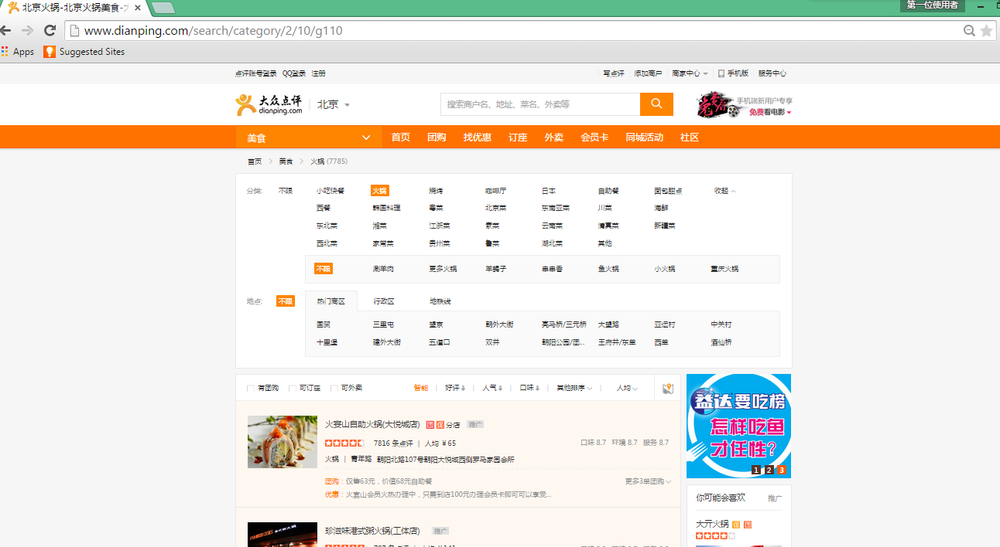 北京火锅-北京火锅美食-大
第一位使用者
www.dianping.com/search/category/2/10/g110
Apps Suggested Sites
点评账号登录 QQ登录 注册 写点评 添加商户 商家中心 手机版 服务中心
大众点评
dianping.com
北京
搜索商户名、地址、菜名、外卖等
手机端新用户专享
免费看电影
美食 首页 团购 找优惠 订座 外卖 会员卡 同城活动 社区
首页 > 美食 > 火锅 (7785)
分类: 不限 小吃快餐 火锅 烧烤 咖啡厅 日本 自助餐 面包甜点 收起
西餐 韩国料理 粤菜 北京菜 东南亚菜 川菜 海鲜
东北菜 湘菜 江浙菜 素菜 云南菜 清真菜 新疆菜
西北菜 家常菜 贵州菜 鲁菜 湖北菜 其他
不限 涮羊肉 更多火锅 羊蝎子 串串香 鱼火锅 小火锅 重庆火锅
地点: 不限 热门商区 行政区 地铁线
国贸 三里屯 望京 朝外大街 亮马桥/三元桥 大望路 亚运村 中关村
十里堡 建外大街 五道口 双井 朝阳公园/团... 王府井/东单 西单 酒仙桥
有团购 可订座 可外卖 智能 好评 人气 口味 其他排序 人均
火宴山自助火锅(大悦城店) 团 促 分店 推广
7816 条点评 | 人均 ¥65 口味 8.7 环境 8.7 服务 8.7
火锅 | 青年路 朝阳北路107号朝阳大悦城西侧罗马家园会所
团购：仅售63元，价值68元自助餐 更多3单团购
优惠：火宴山会员火热办理中，只需到店100元办理会员卡即可可以享受...
珍滋味港式粥火锅(工体店) 推广
益达要吃榜
怎样吃鱼
才任性?
1 2 3
你可能会喜欢 推广
大亓火锅 促 团